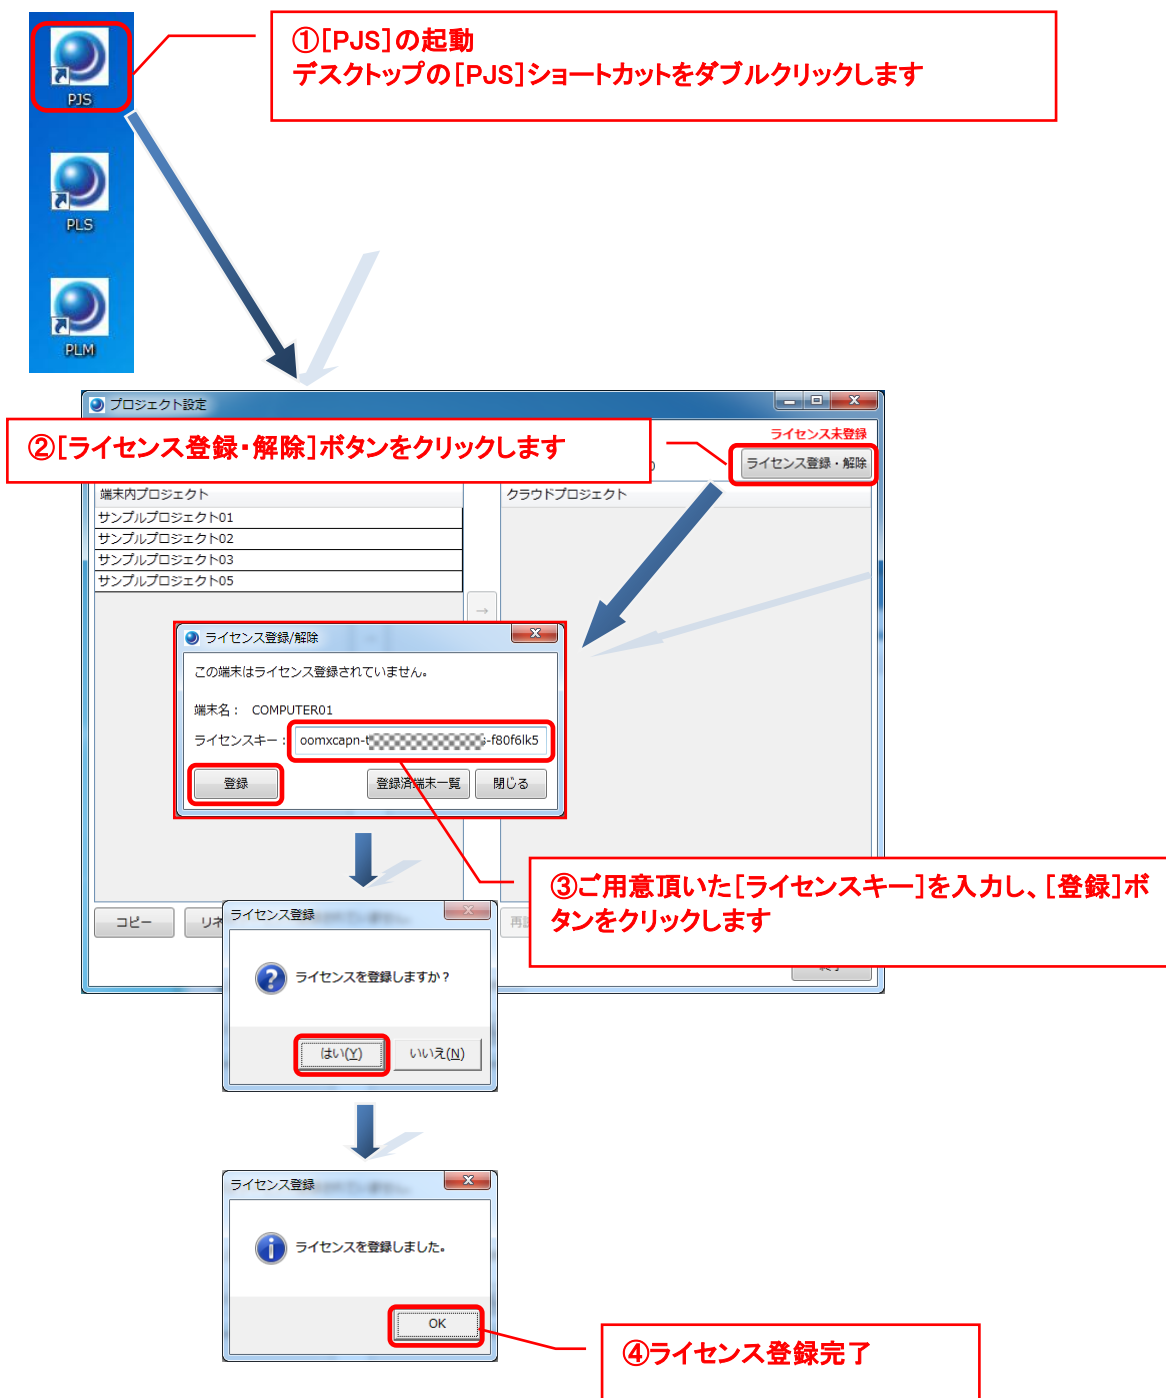 ①[PJS]の起動
デスクトップの[PJS]ショートカットをダブルクリックします
PJS
PLS
PLM
プロジェクト設定
ライセンス未登録
②[ライセンス登録・解除]ボタンをクリックします
ライセンス登録・解除
端末内プロジェクト
クラウドプロジェクト
サンプルプロジェクト01
サンプルプロジェクト02
サンプルプロジェクト03
サンプルプロジェクト05
→
ライセンス登録/解除
この端末はライセンス登録されていません。
端末名： COMPUTER01
ライセンスキー： oomxcapn-t -f80f6lk5
登録 登録済端末一覧 閉じる
③ご用意頂いた[ライセンスキー]を入力し、[登録]ボ
タンをクリックします
コピー リネ
ライセンス登録
ライセンスを登録しますか？
はい(Y) いいえ(N)
ライセンス登録
ライセンスを登録しました。
OK
④ライセンス登録完了